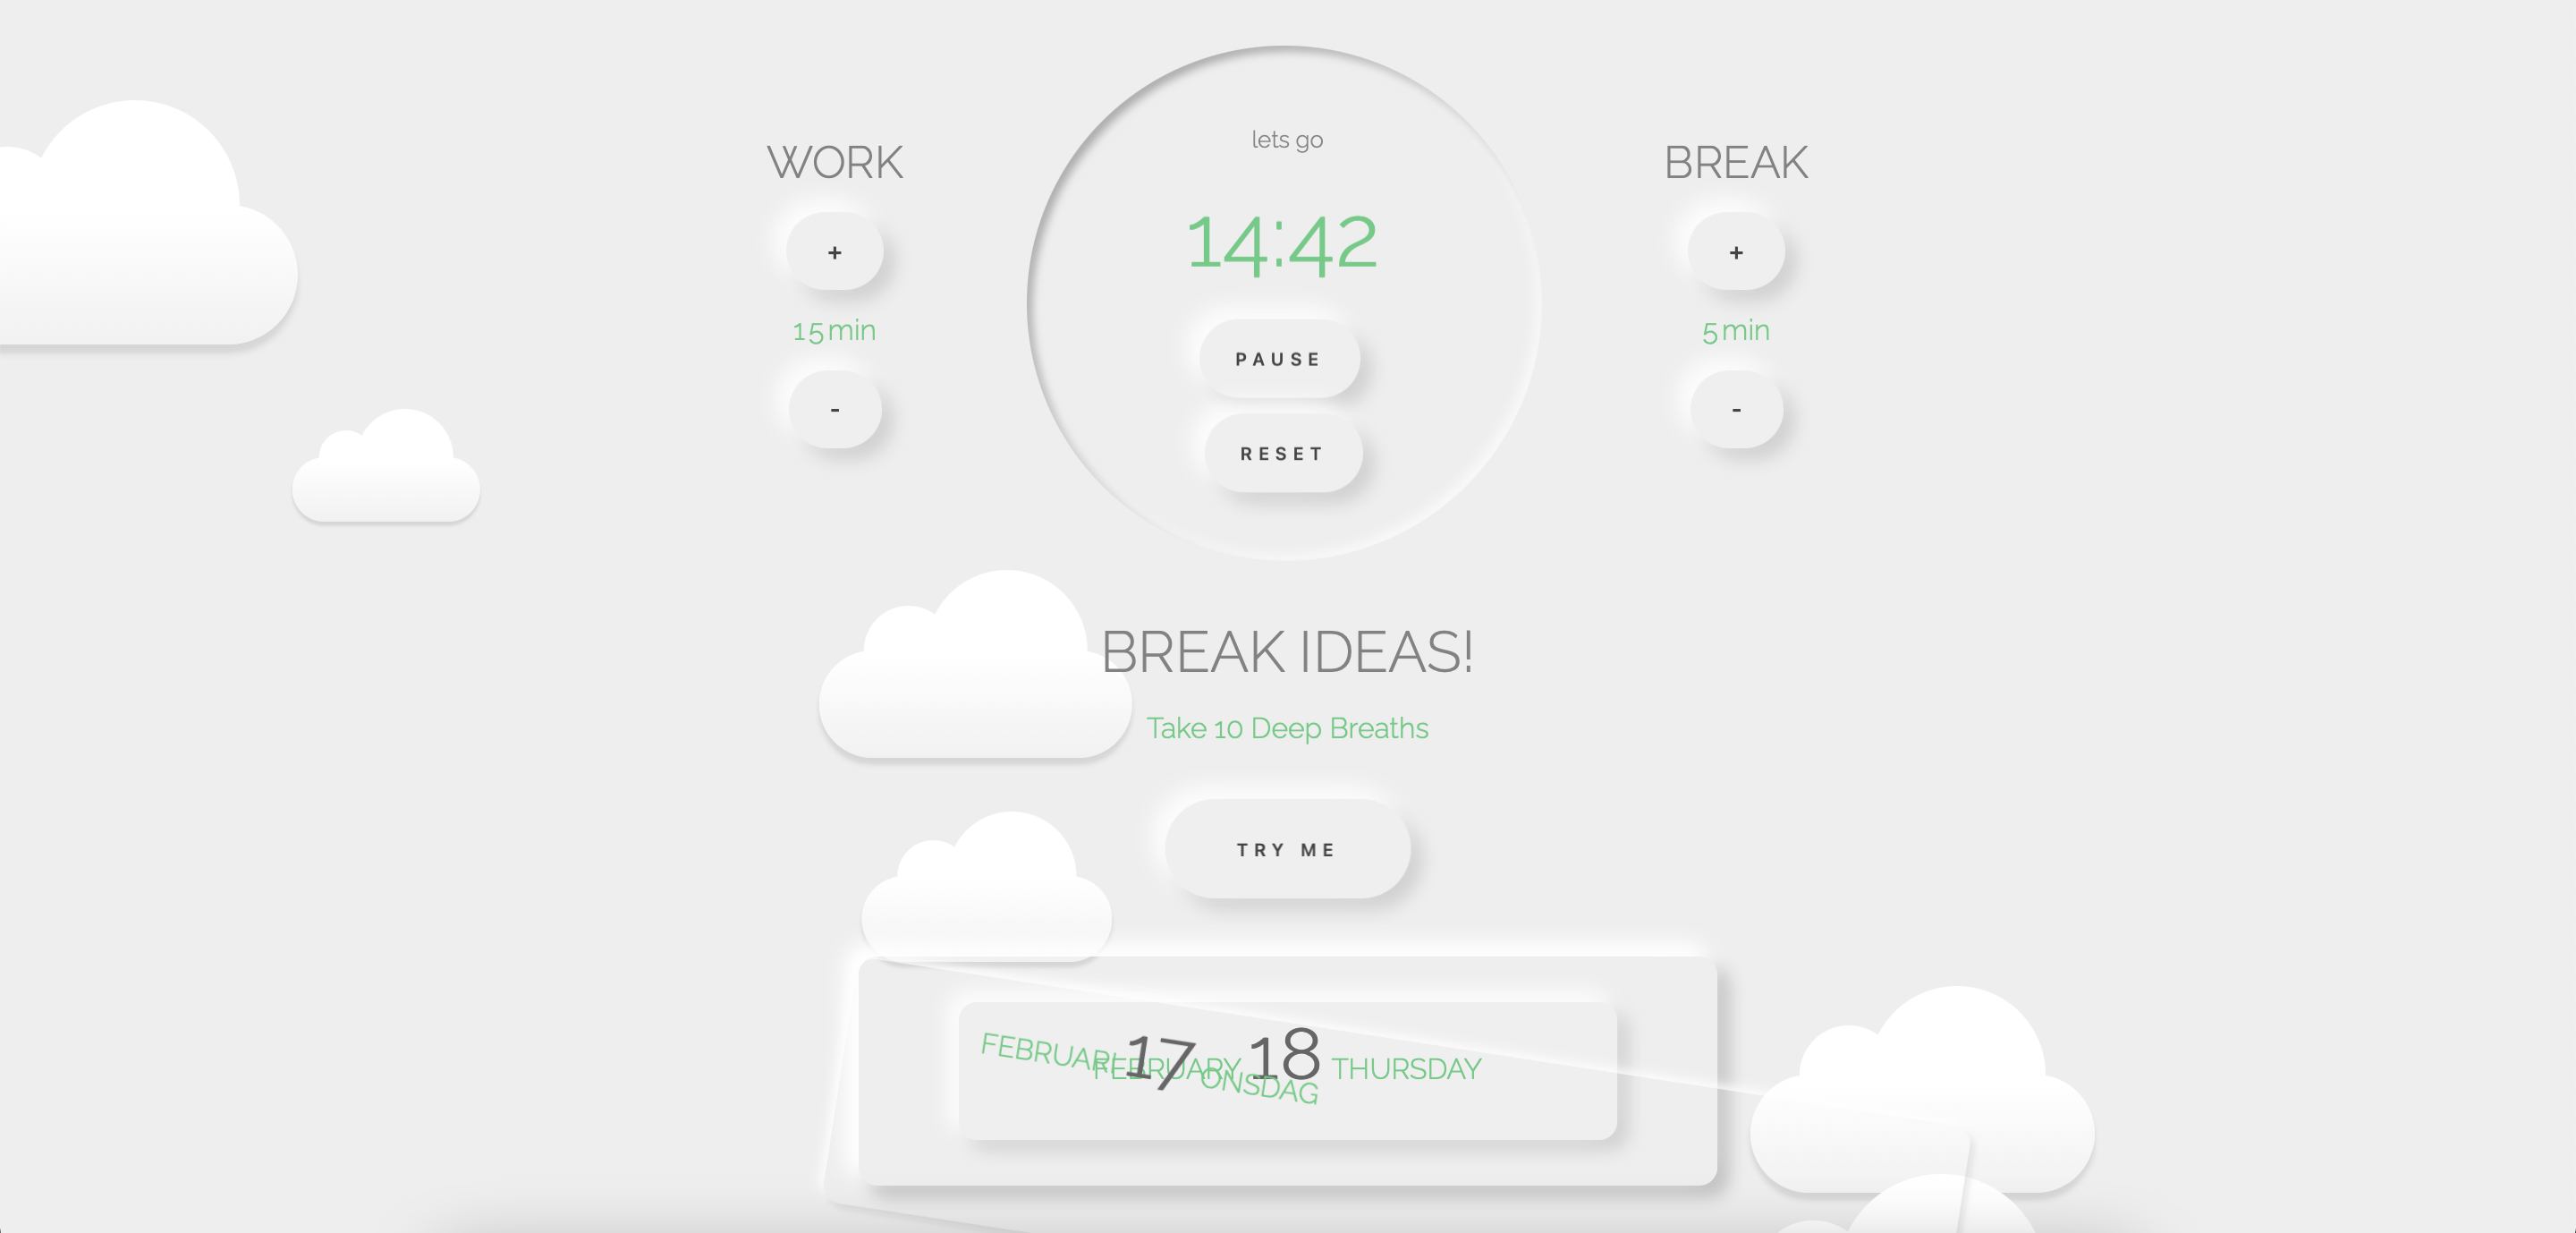 lets go
WORK
BREAK
14:42
+
+
15 min
5 min
PAUSE
-
-
RESET
BREAK IDEAS!
Take 10 Deep Breaths
TRY ME
FEBRUARI 17 ONSDAG
FEBRUARY 18 THURSDAY